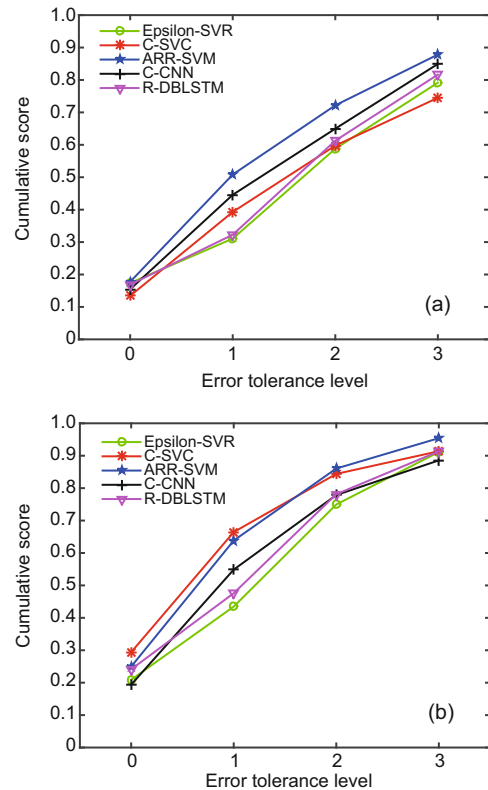 1.0
0.9
0.8
0.7
0.6
0.5
0.4
0.3
0.2
0.1
0
Cumulative score
Epsilon-SVR
C-SVC
ARR-SVM
C-CNN
R-DBLSTM
(a)
0 1 2 3
Error tolerance level
1.0
0.9
0.8
0.7
0.6
0.5
0.4
0.3
0.2
0.1
0
Cumulative score
Epsilon-SVR
C-SVC
ARR-SVM
C-CNN
R-DBLSTM
(b)
0 1 2 3
Error tolerance level